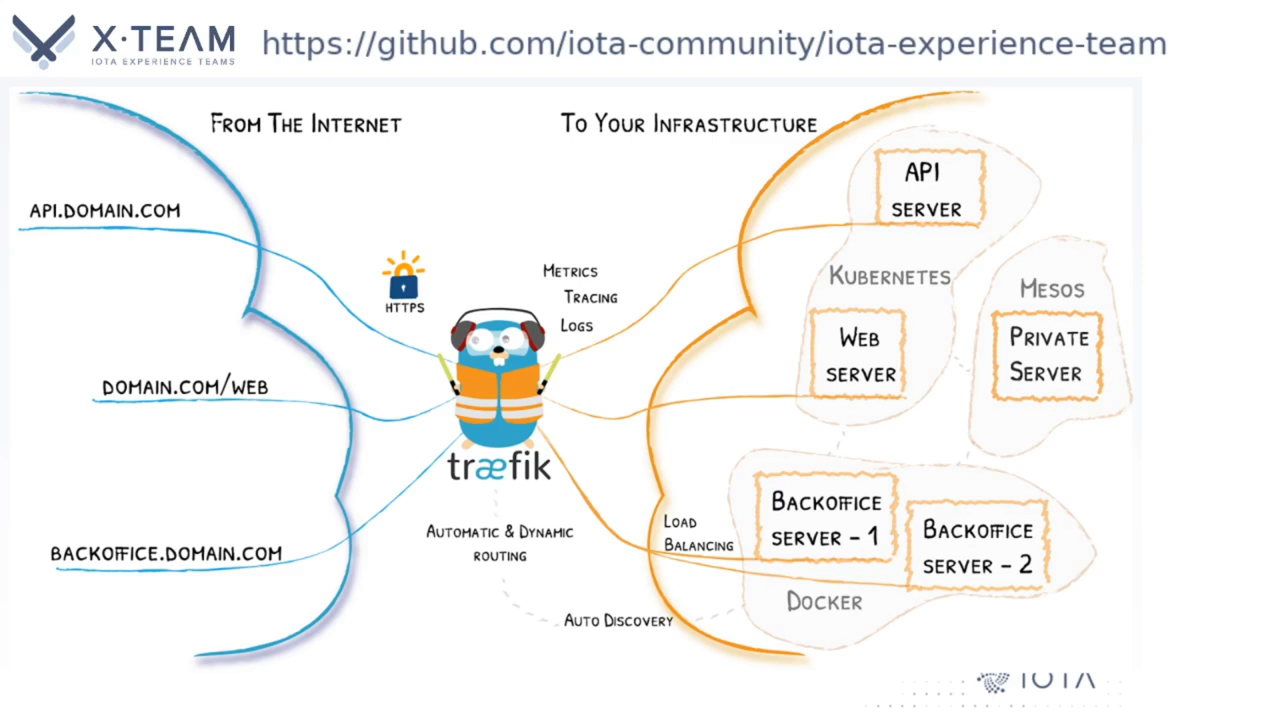 X·TEAM
IOTA EXPERIENCE TEAMS
https://github.com/iota-community/iota-experience-team
FROM THE INTERNET
TO YOUR INFRASTRUCTURE
API.DOMAIN.COM
DOMAIN.COM/WEB
BACKOFFICE.DOMAIN.COM
HTTPS
METRICS
TRACING
LOGS
træfik
AUTOMATIC & DYNAMIC
ROUTING
AUTO DISCOVERY
LOAD
BALANCING
API
SERVER
KUBERNETES
WEB
SERVER
MESOS
PRIVATE
SERVER
BACKOFFICE
SERVER - 1
BACKOFFICE
SERVER - 2
DOCKER
IOTA